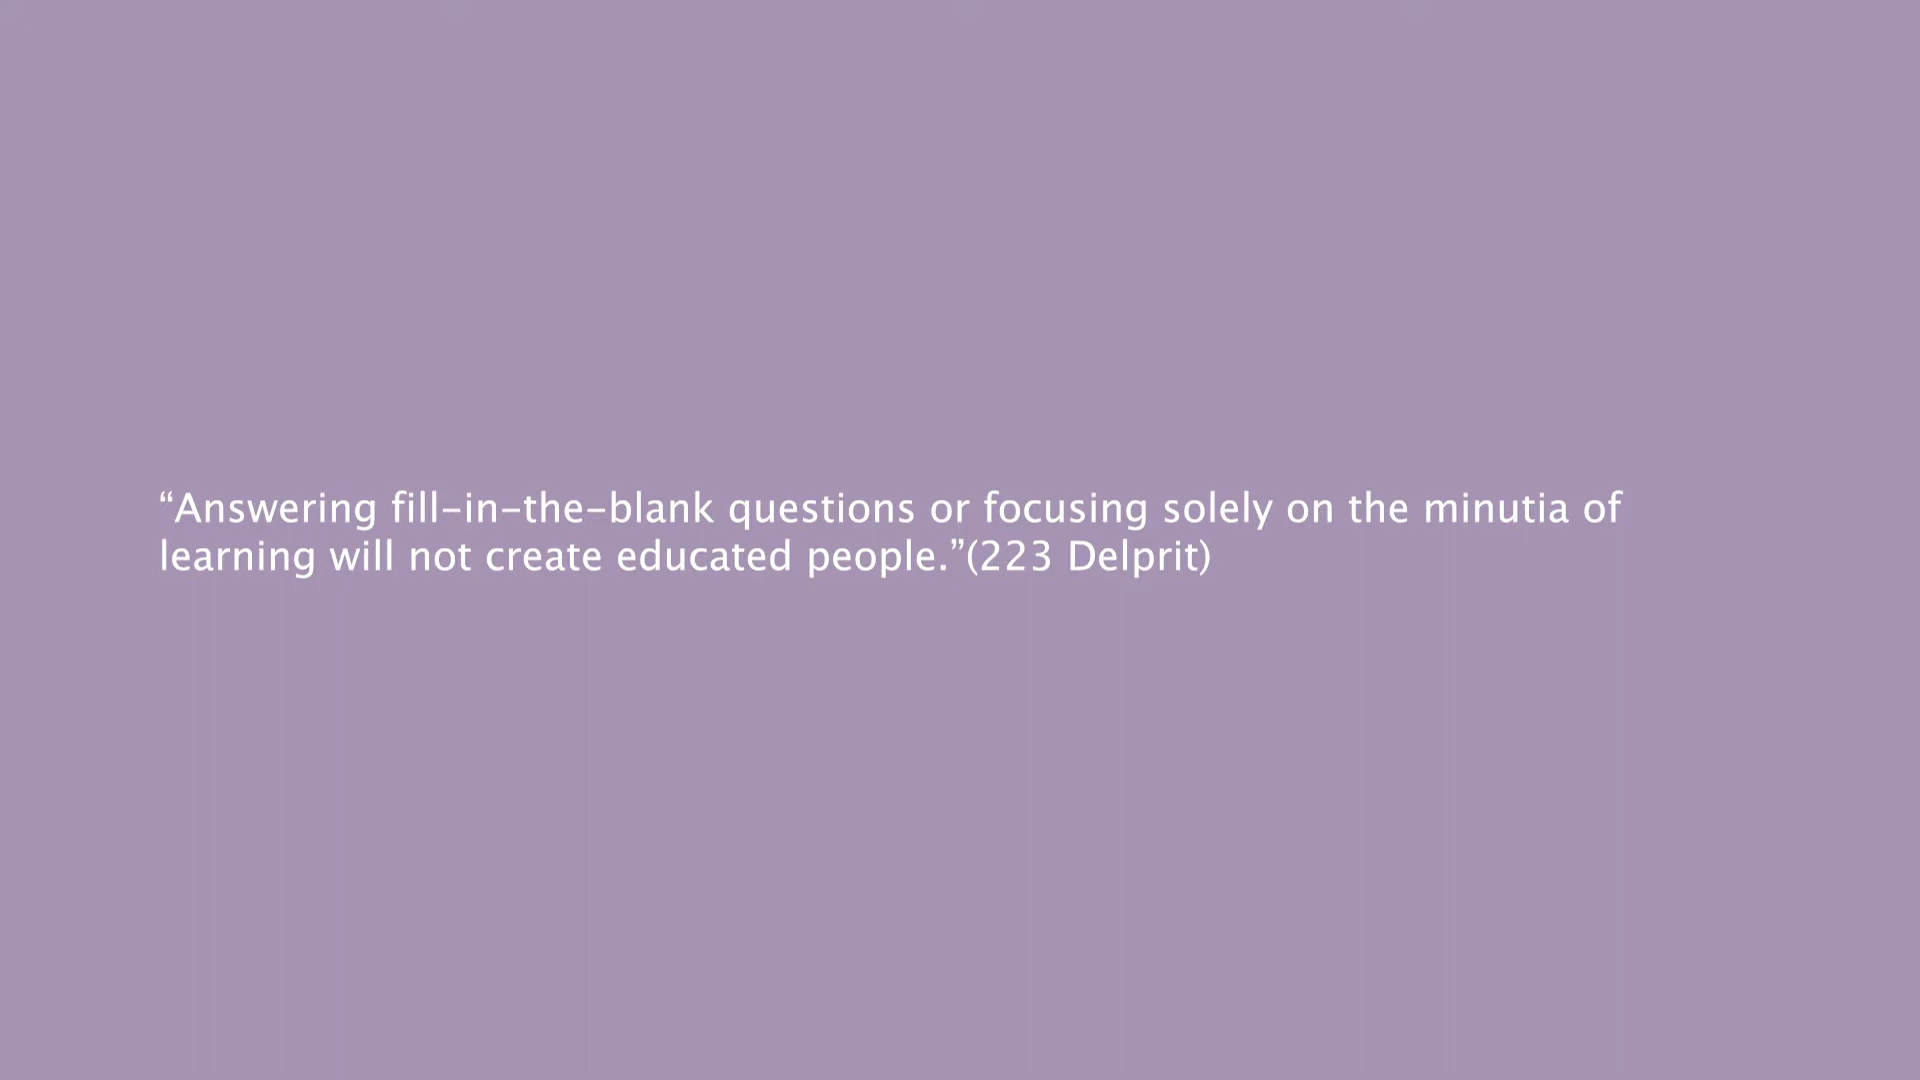 “Answering fill-in-the-blank questions or focusing solely on the minutia of
learning will not create educated people.”(223 Delprit)